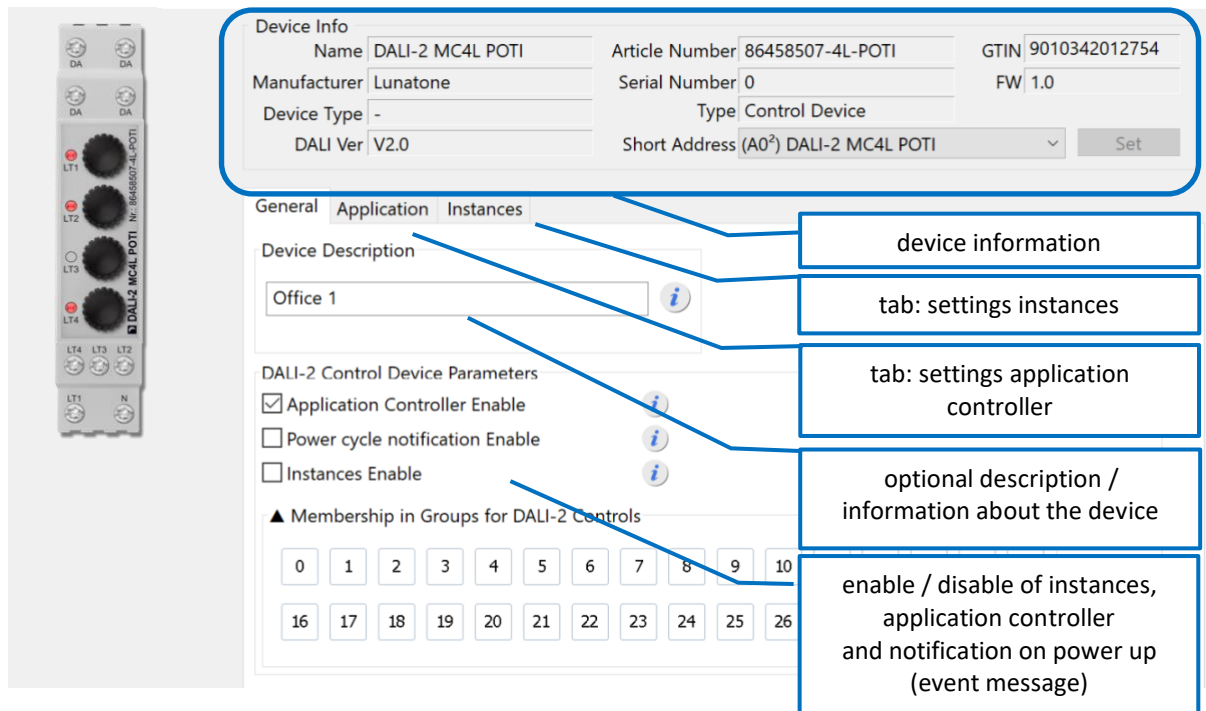 Device Info
Name DALI-2 MC4L POTI Article Number 86458507-4L-POTI GTIN 9010342012754
Manufacturer Lunatone Serial Number 0 FW 1.0
Device Type - Type Control Device
DALI Ver V2.0 Short Address (A0²) DALI-2 MC4L POTI Set
DA DA
DA DA
LT1
LT2
LT3
LT4
Nr.: 86458507-4L-POTI
DALI-2 MC4L POTI
LT4 LT3 LT2
LT1 N
General Application Instances
Device Description
Office 1
DALI-2 Control Device Parameters
Application Controller Enable
Power cycle notification Enable
Instances Enable
▲ Membership in Groups for DALI-2 Controls
0 1 2 3 4 5 6 7 8 9 10
16 17 18 19 20 21 22 23 24 25 26
device information
tab: settings instances
tab: settings application
controller
optional description /
information about the device
enable / disable of instances,
application controller
and notification on power up
(event message)